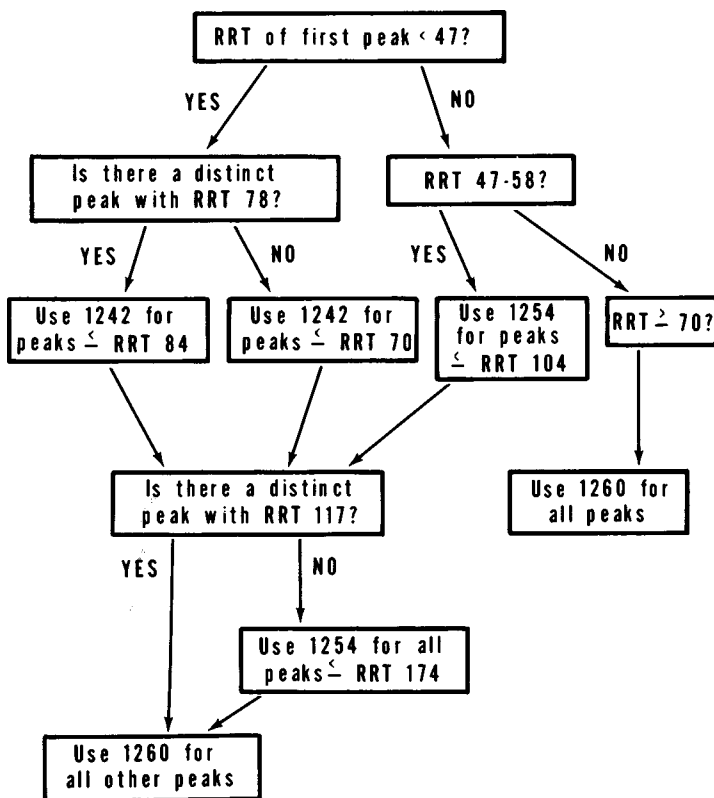 RRT of first peak < 47?
YES
NO
Is there a distinct
peak with RRT 78?
RRT 47-58?
YES
NO
YES
NO
Use 1242 for
peaks ≤ RRT 84
Use 1242 for
peaks ≤ RRT 70
Use 1254
for peaks
≤ RRT 104
RRT ≥ 70?
Is there a distinct
peak with RRT 117?
Use 1260 for
all peaks
YES
NO
Use 1254 for all
peaks ≤ RRT 174
Use 1260 for
all other peaks